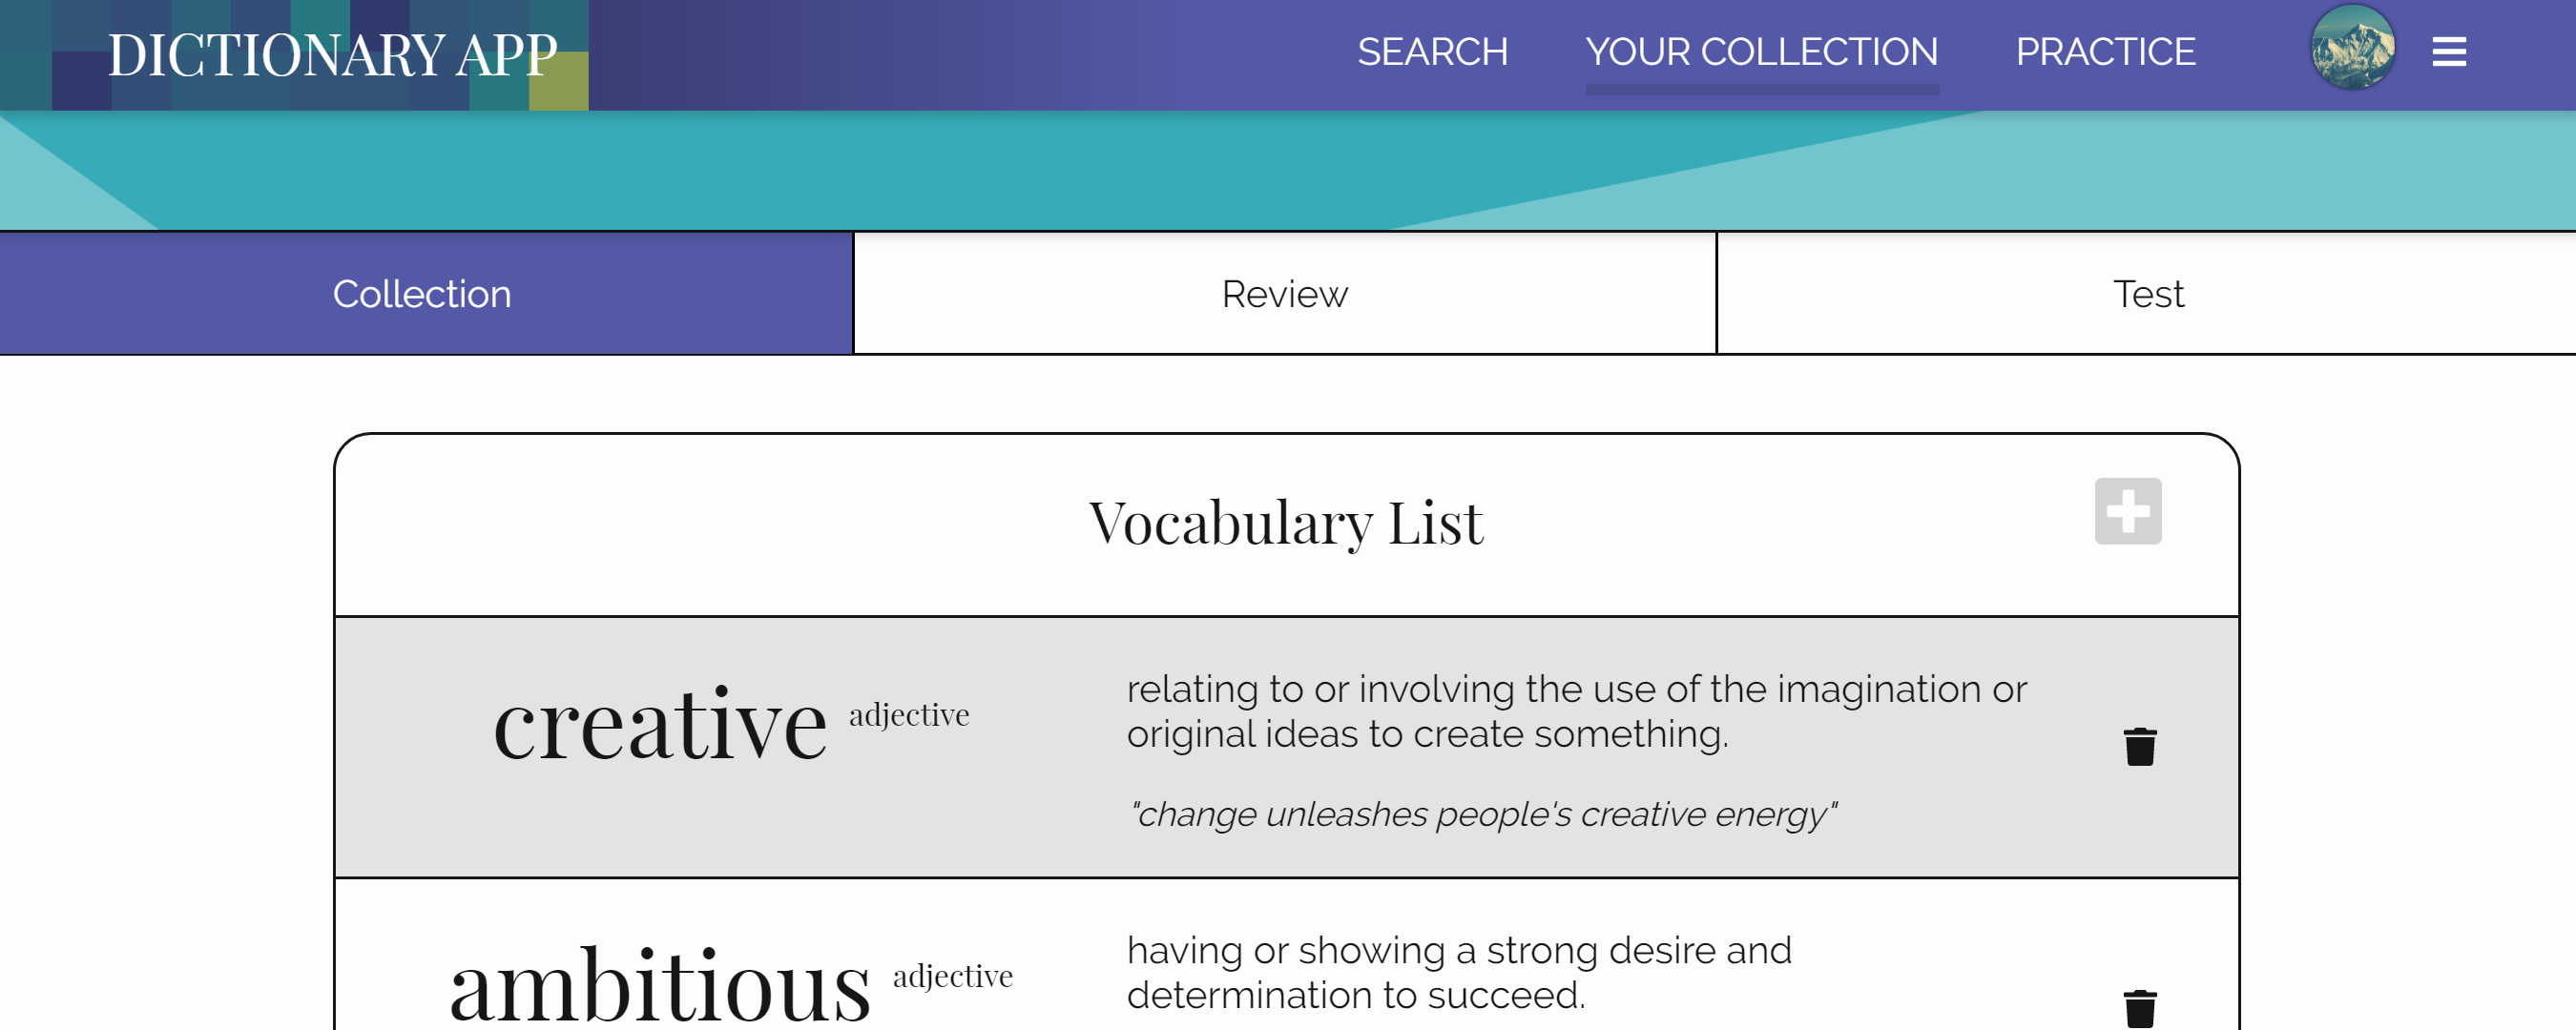 DICTIONARY APP
SEARCH
YOUR COLLECTION
PRACTICE
Collection
Review
Test
Vocabulary List
creative adjective
relating to or involving the use of the imagination or
original ideas to create something.
"change unleashes people's creative energy"
ambitious adjective
having or showing a strong desire and
determination to succeed.